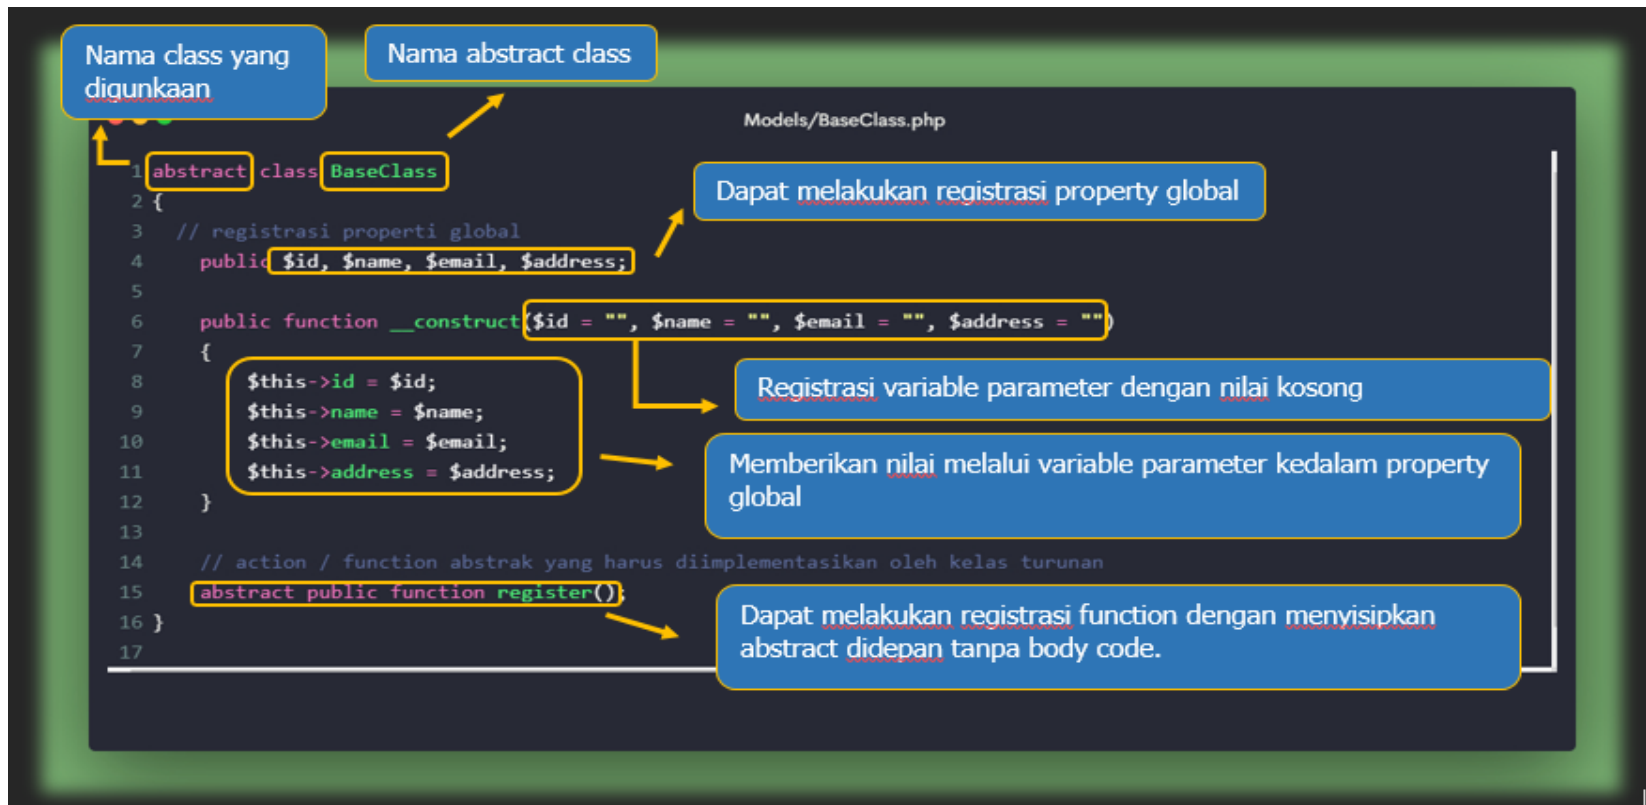 Nama class yang
digunkaan
Nama abstract class
Models/BaseClass.php
1 abstract class BaseClass
2 {
3 // registrasi properti global
4 public $id, $name, $email, $address;
5
6 public function __construct($id = "", $name = "", $email = "", $address = "")
7 {
8 $this->id = $id;
9 $this->name = $name;
10 $this->email = $email;
11 $this->address = $address;
12 }
13
14 // action / function abstrak yang harus diimplementasikan oleh kelas turunan
15 abstract public function register();
16 }
17
Dapat melakukan registrasi property global
Registrasi variable parameter dengan nilai kosong
Memberikan nilai melalui variable parameter kedalam property
global
Dapat melakukan registrasi function dengan menyisipkan
abstract didepan tanpa body code.